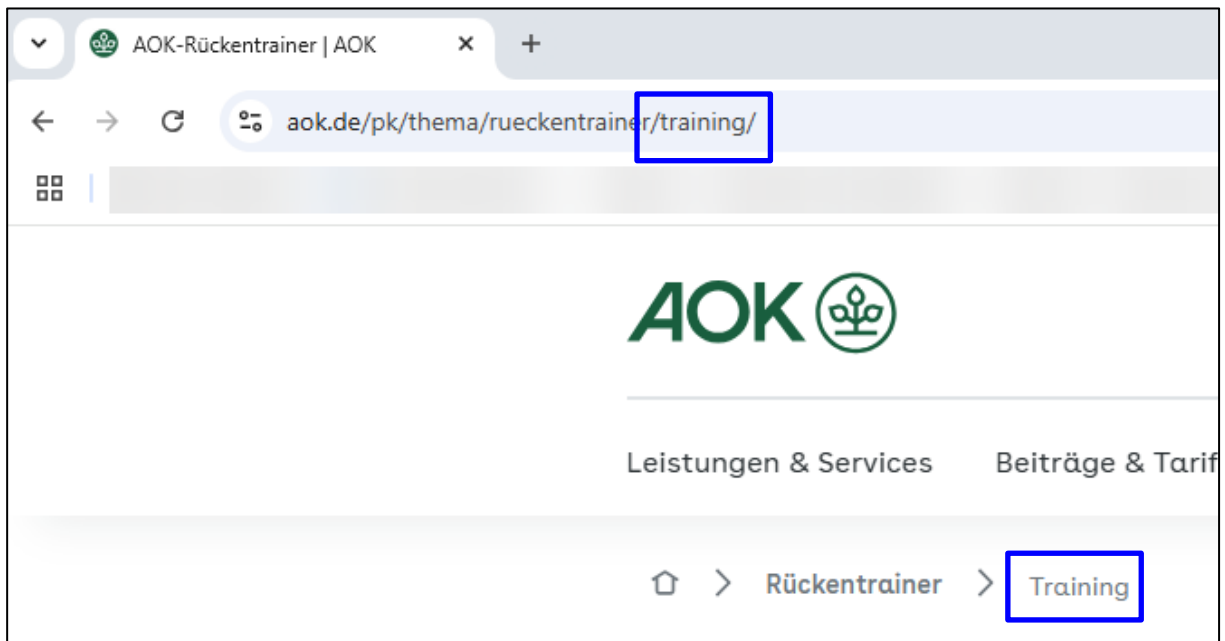 AOK-Rückentrainer | AOK
aok.de/pk/thema/rueckentrainer/training/
AOK
Leistungen & Services Beiträge & Tarif
Rückentrainer Training